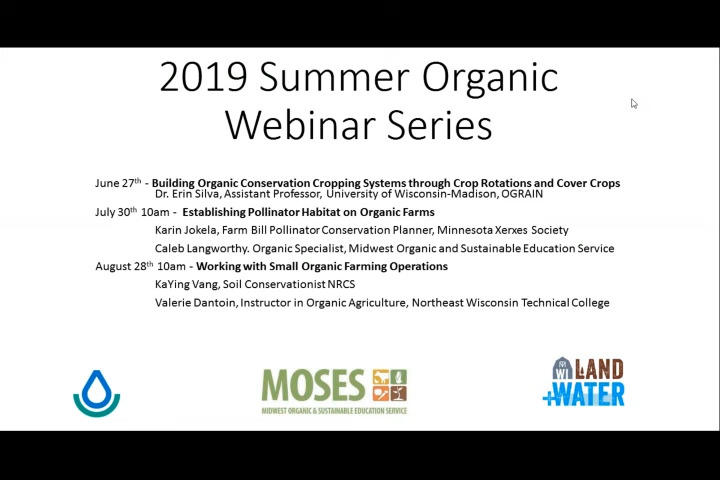 2019 Summer Organic
Webinar Series
June 27th - Building Organic Conservation Cropping Systems through Crop Rotations and Cover Crops
Dr. Erin Silva, Assistant Professor, University of Wisconsin-Madison, OGRAIN
July 30th 10am - Establishing Pollinator Habitat on Organic Farms
Karin Jokela, Farm Bill Pollinator Conservation Planner, Minnesota Xerxes Society
Caleb Langworthy. Organic Specialist, Midwest Organic and Sustainable Education Service
August 28th 10am - Working with Small Organic Farming Operations
KaYing Vang, Soil Conservationist NRCS
Valerie Dantoin, Instructor in Organic Agriculture, Northeast Wisconsin Technical College
MOSES
MIDWEST ORGANIC & SUSTAINABLE EDUCATION SERVICE
WI LAND
+WATER